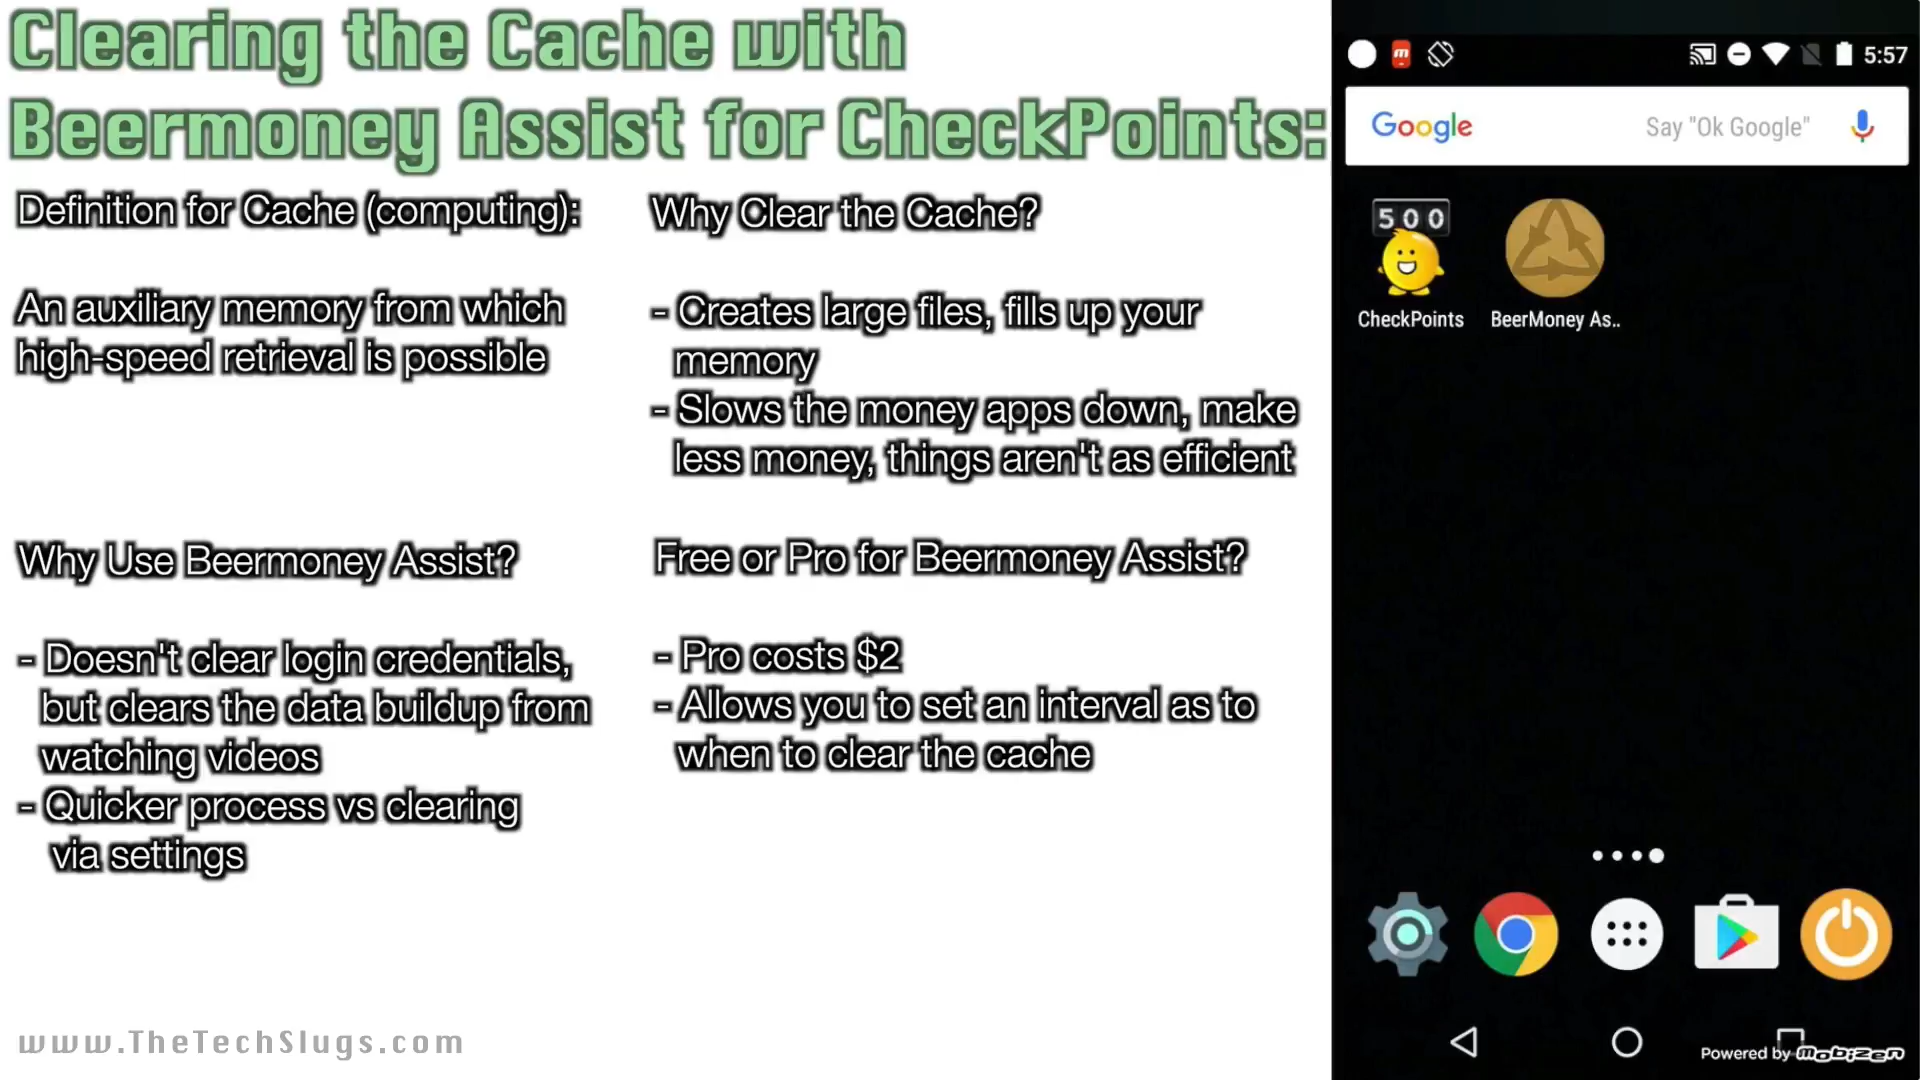 Clearing the Cache with
Beermoney Assist for CheckPoints:
Definition for Cache (computing):
An auxiliary memory from which
high-speed retrieval is possible
Why Clear the Cache?
- Creates large files, fills up your
memory
- Slows the money apps down, make
less money, things aren't as efficient
Why Use Beermoney Assist?
- Doesn't clear login credentials,
but clears the data buildup from
watching videos
- Quicker process vs clearing
via settings
Free or Pro for Beermoney Assist?
- Pro costs $2
- Allows you to set an interval as to
when to clear the cache
www.TheTechSlugs.com
m
5:57
Google
Say "Ok Google"
500
CheckPoints
BeerMoney As..
Powered by mobizen